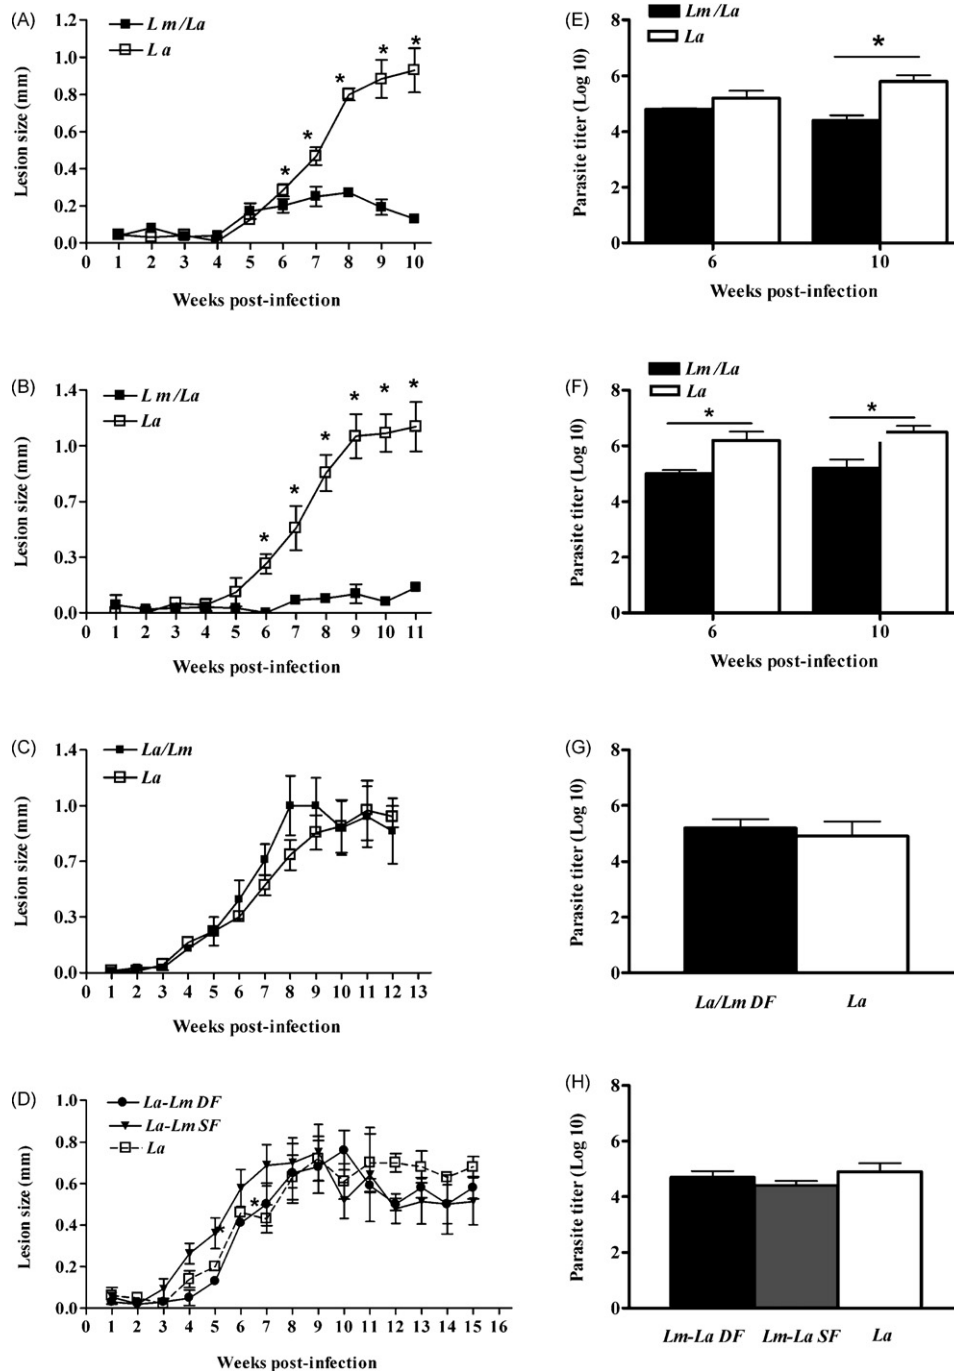 (A)
1.2
1.0
0.8
0.6
0.4
0.2
0.0
Lesion size (mm)
L m/La
L a
* * * * *
0 1 2 3 4 5 6 7 8 9 10
Weeks post-infection
(E)
8
6
4
2
0
Parasite titer (Log 10)
Lm/La
La
*
6 10
Weeks post-infection
(B)
1.4
1.0
0.7
0.3
0.0
Lesion size (mm)
L m/La
La
* * * * * *
0 1 2 3 4 5 6 7 8 9 10 11
Weeks post-infection
(F)
8
6
4
2
0
Parasite titer (Log 10)
Lm/La
La
* *
6 10
Weeks post-infection
(C)
1.4
1.0
0.7
0.3
0.0
Lesion size (mm)
La/Lm
La
0 1 2 3 4 5 6 7 8 9 10 11 12 13
Weeks post-infection
(G)
8
6
4
2
0
Parasite titer (Log 10)
La/Lm DF La
(D)
1.0
0.8
0.6
0.4
0.2
0.0
Lesion size (mm)
La-Lm DF
La-Lm SF
La
* *
0 1 2 3 4 5 6 7 8 9 10 11 12 13 14 15 16
Weeks post-infection
(H)
8
6
4
2
0
Parasite titer (Log 10)
Lm-La DF Lm-La SF La